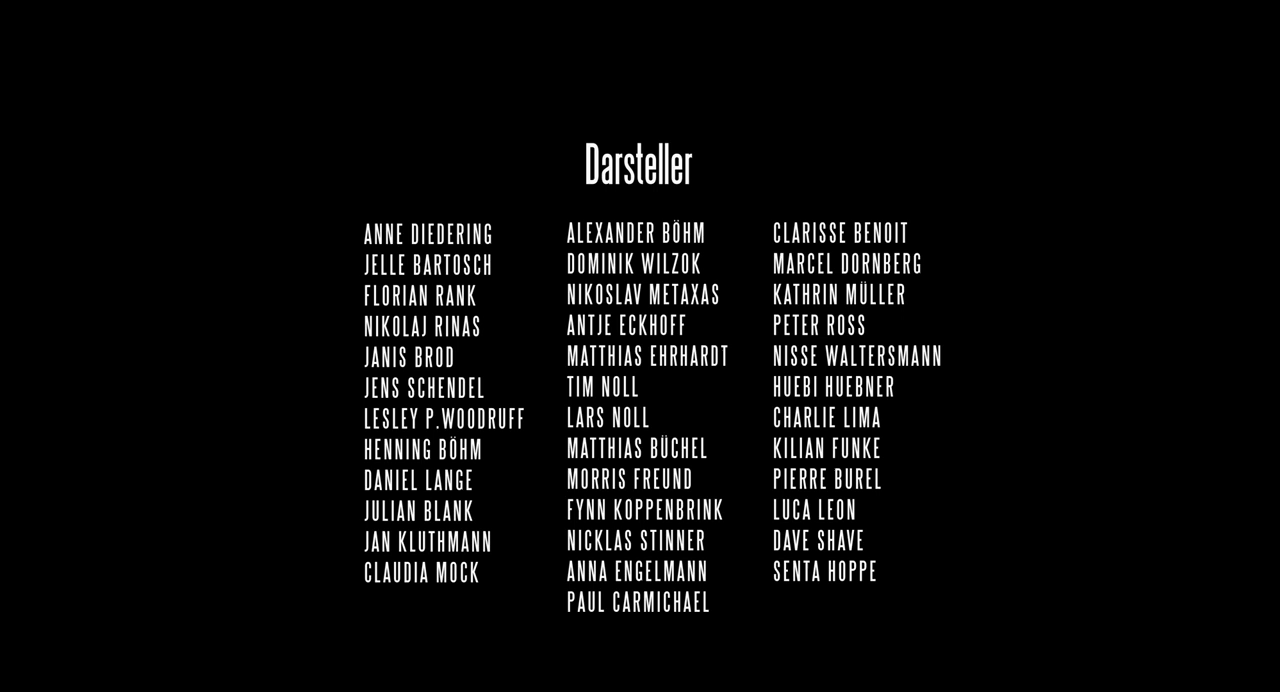 Darsteller
ANNE DIEDERING
JELLE BARTOSCH
FLORIAN RANK
NIKOLAJ RINAS
JANIS BROD
JENS SCHENDEL
LESLEY P.WOODRUFF
HENNING BÖHM
DANIEL LANGE
JULIAN BLANK
JAN KLUTHMANN
CLAUDIA MOCK
ALEXANDER BÖHM
DOMINIK WILZOK
NIKOSLAV METAXAS
ANTJE ECKHOFF
MATTHIAS EHRHARDT
TIM NOLL
LARS NOLL
MATTHIAS BÜCHEL
MORRIS FREUND
FYNN KOPPENBRINK
NICKLAS STINNER
ANNA ENGELMANN
PAUL CARMICHAEL
CLARISSE BENOIT
MARCEL DORNBERG
KATHRIN MÜLLER
PETER ROSS
NISSE WALTERSMANN
HUEBI HUEBNER
CHARLIE LIMA
KILIAN FUNKE
PIERRE BUREL
LUCA LEON
DAVE SHAVE
SENTA HOPPE